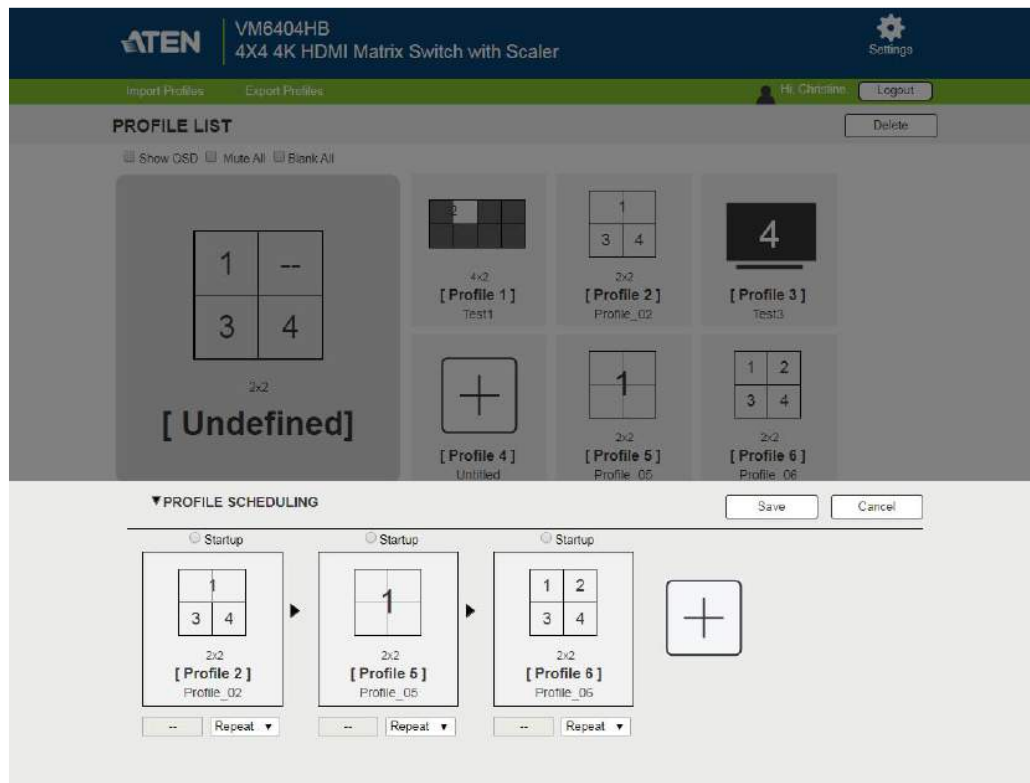 ATEN
VM6404HB
4X4 4K HDMI Matrix Switch with Scaler
Settings
Import Profiles Export Profiles
Hi, Christine. Logout
PROFILE LIST
Delete
Show OSD Mute All Blank All
1 --
3 4
2x2
[ Undefined]
2
4x2
[ Profile 1 ]
Test1
1
3 4
2x2
[ Profile 2 ]
Profile_02
4
[ Profile 3 ]
Test3
[ Profile 4 ]
Untitled
1
2x2
[ Profile 5 ]
Profile_05
1 2
3 4
2x2
[ Profile 6 ]
Profile_06
▼PROFILE SCHEDULING
Save Cancel
Startup Startup Startup
1
3 4
2x2
[ Profile 2 ]
Profile_02
-- Repeat ▼
1
2x2
[ Profile 5 ]
Profile_05
-- Repeat ▼
1 2
3 4
2x2
[ Profile 6 ]
Profile_06
-- Repeat ▼